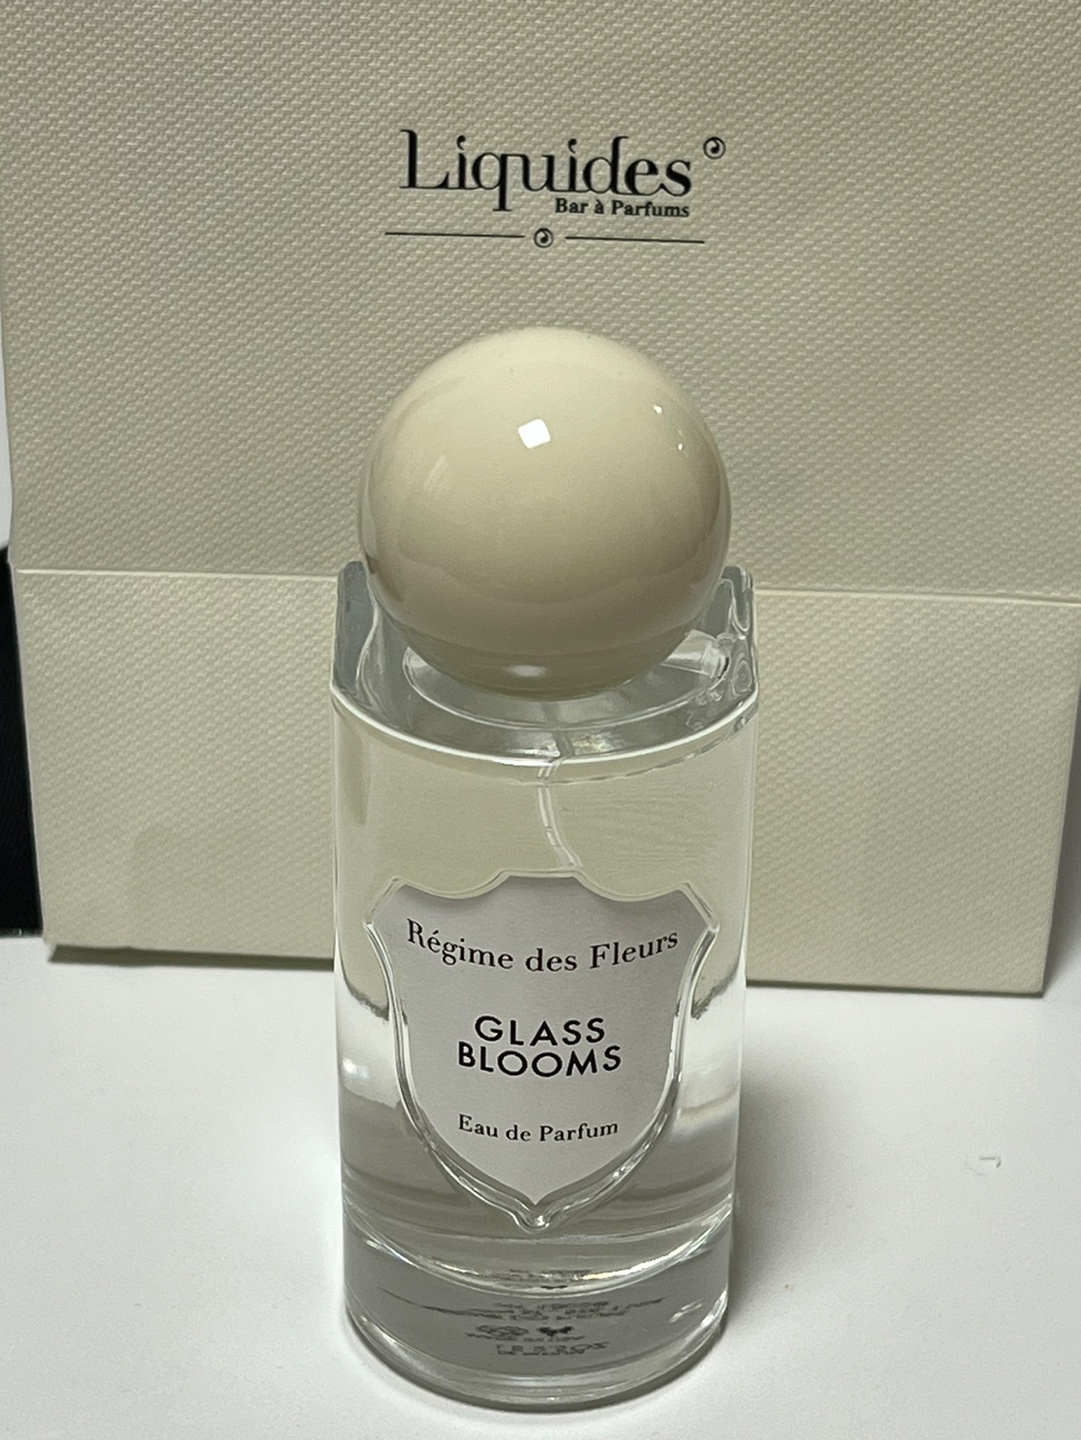 Liquides
Bar à Parfums
Régime des Fleurs
GLASS
BLOOMS
Eau de Parfum